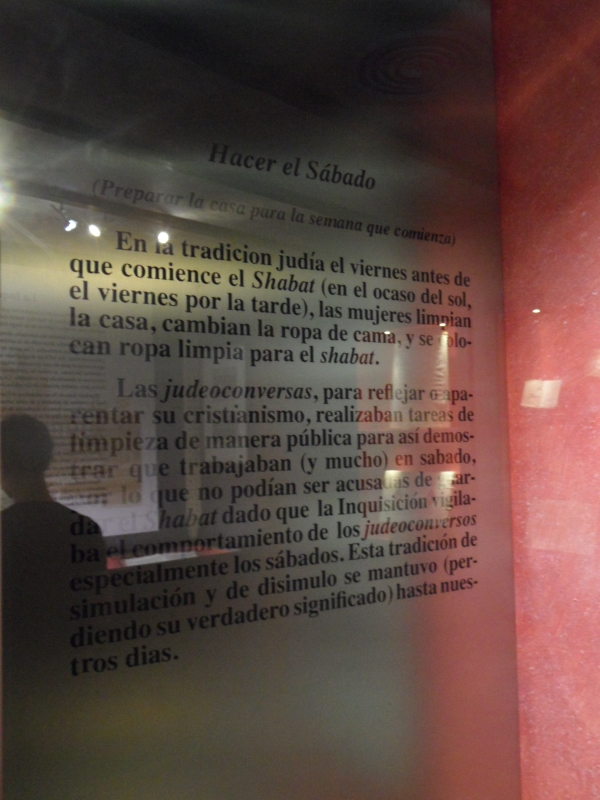 Hacer el Sábado
(Preparar la casa para la semana que comienza)
En la tradicion judía el viernes antes de
que comience el Shabat (en el ocaso del sol,
el viernes por la tarde), las mujeres limpian
la casa, cambian la ropa de cama, y se colo-
can ropa limpia para el shabat.
Las judeoconversas, para reflejar o apa-
rentar su cristianismo, realizaban tareas de
limpieza de manera pública para así demos-
trar que trabajaban (y mucho) en sabado,
por lo que no podían ser acusadas de guar-
dar el Shabat dado que la Inquisición vigila-
ba el comportamiento de los judeoconversos
especialmente los sábados. Esta tradición de
simulación y de disimulo se mantuvo (per-
diendo su verdadero significado) hasta nues-
tros dias.